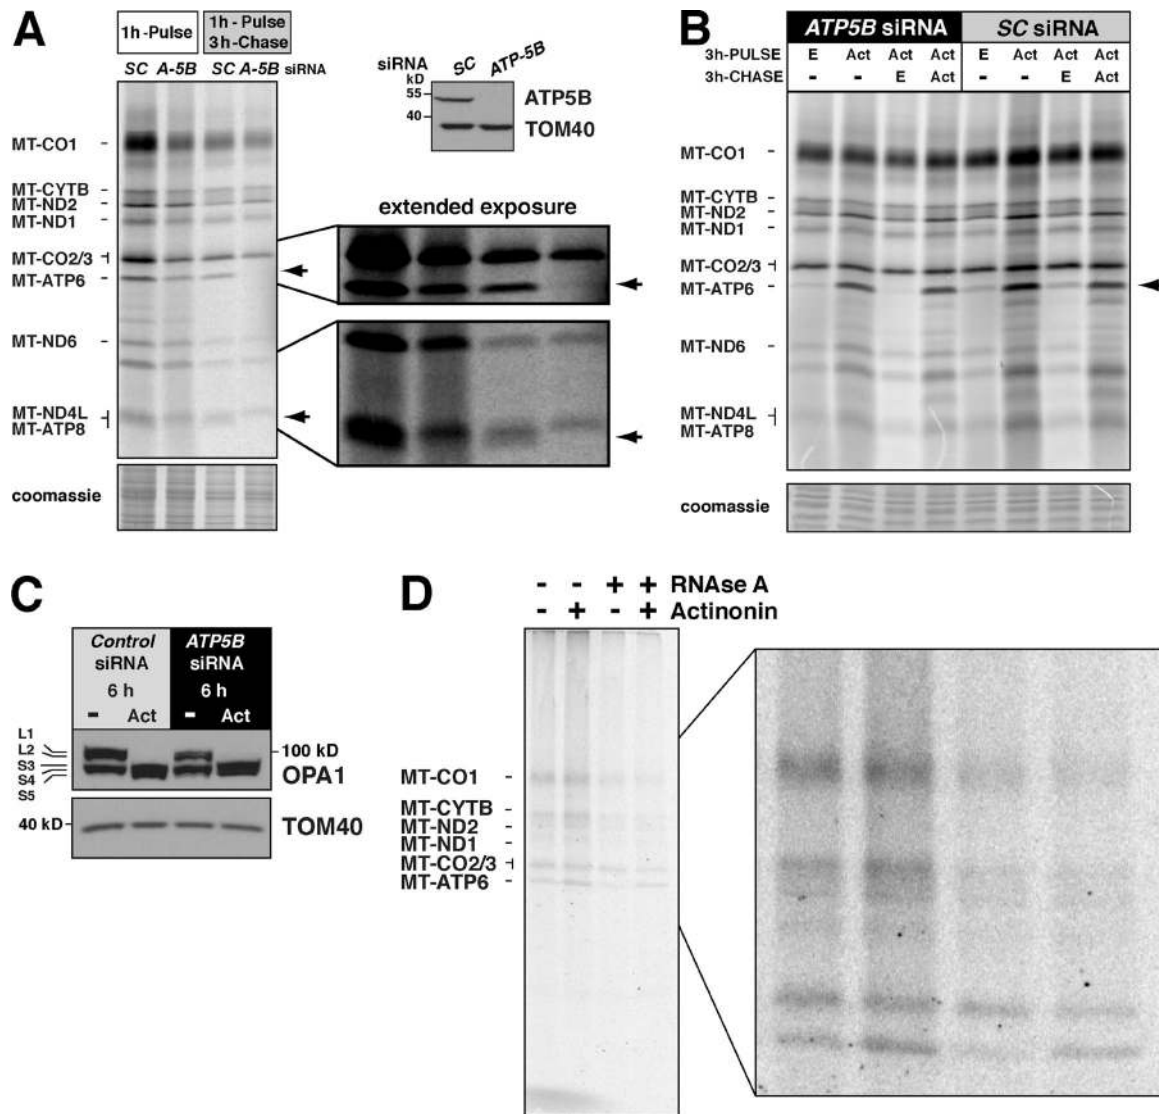 A
1h-Pulse
1h - Pulse
3h-Chase
SC A-5B SC A-5B siRNA
MT-CO1
MT-CYTB
MT-ND2
MT-ND1
MT-CO2/3
MT-ATP6
MT-ND6
MT-ND4L
MT-ATP8
coomassie
siRNA SC ATP-5B
kD
55
40
ATP5B
TOM40
extended exposure
B
ATP5B siRNA SC siRNA
3h-PULSE E Act Act Act E Act Act Act
3h-CHASE - - E Act - - E Act
MT-CO1
MT-CYTB
MT-ND2
MT-ND1
MT-CO2/3
MT-ATP6
MT-ND6
MT-ND4L
MT-ATP8
coomassie
C
Control ATP5B
siRNA siRNA
6 h 6 h
- Act - Act
L1
L2
S3
S4
S5
100 kD
OPA1
40 kD
TOM40
D
- - + + RNAse A
- + - + Actinonin
MT-CO1
MT-CYTB
MT-ND2
MT-ND1
MT-CO2/3
MT-ATP6